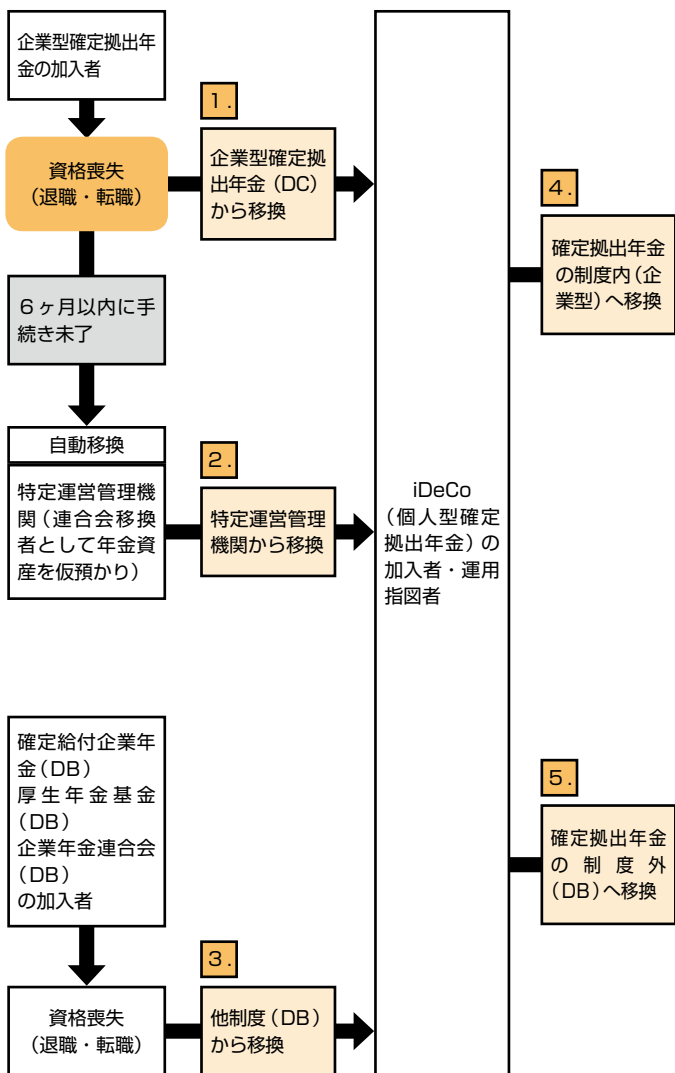 企業型確定拠出年
金の加入者
1.
資格喪失
（退職・転職）
企業型確定拠
出年金（DC）
から移換
6ヶ月以内に手
続き未了
自動移換
特定運営管理機
関（連合会移換
者として年金資
産を仮預かり）
2.
特定運営管理
機関から移換
確定給付企業年
金（DB）
厚生年金基金
（DB）
企業年金連合会
（DB）
の加入者
資格喪失
（退職・転職）
3.
他制度（DB）
から移換
iDeCo
（個人型確定
拠出年金）の
加入者・運用
指図者
4.
確定拠出年金
の制度内（企
業型）へ移換
5.
確定拠出年金
の制度外
（DB）へ移換